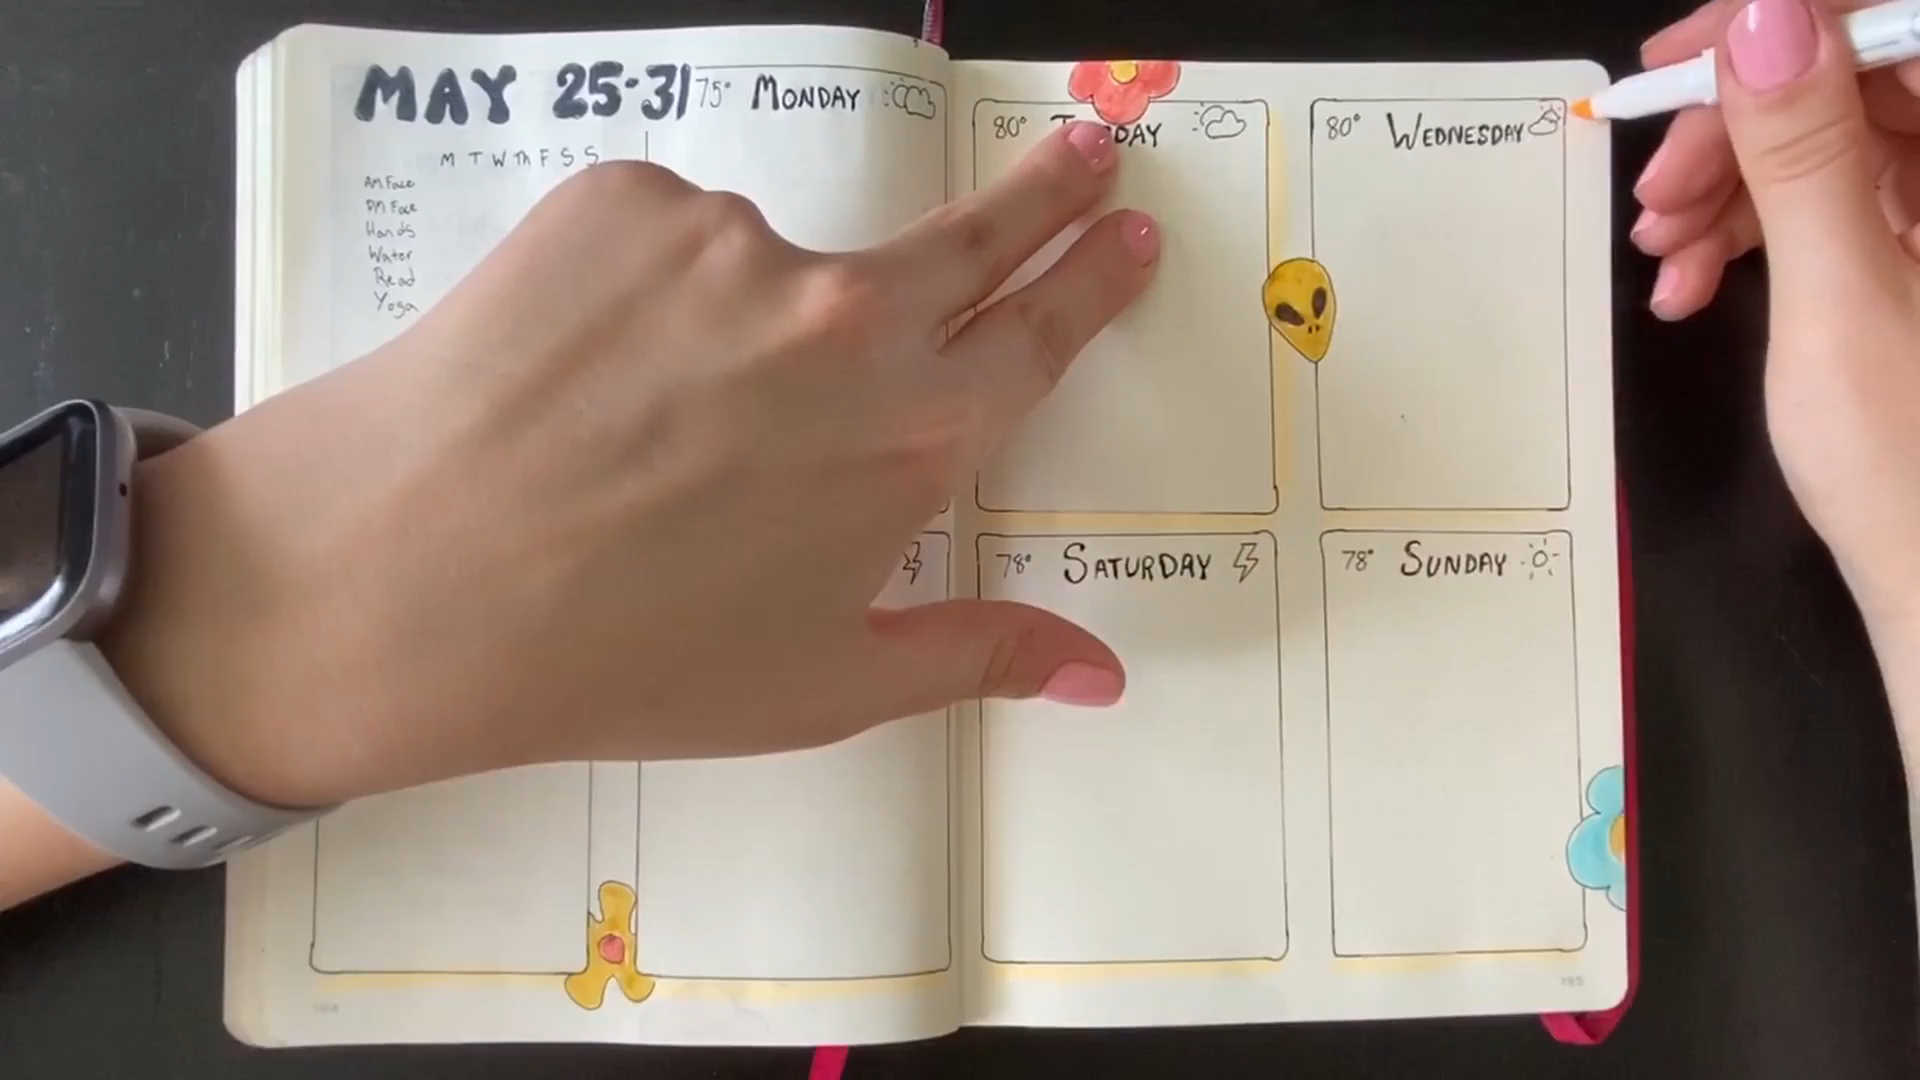 MAY 25-31
75° MONDAY
M T W Th F S S
AM Face
PM Face
Hands
Water
Read
Yoga
80°
80° WEDNESDAY
78° SATURDAY
78° SUNDAY